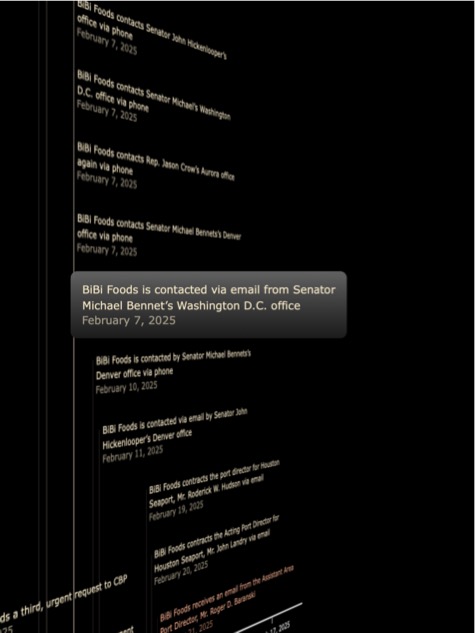 BiBi Foods contacts Senator John Hickenlooper's
office via phone
February 7, 2025
BiBi Foods contacts Senator Michael's Washington
D.C. office via phone
February 7, 2025
BiBi Foods contacts Rep. Jason Crow's Aurora office
again via phone
February 7, 2025
BiBi Foods contacts Senator Michael Bennets's Denver
office via phone
February 7, 2025
BiBi Foods is contacted via email from Senator
Michael Bennet’s Washington D.C. office
February 7, 2025
BiBi Foods is contacted by Senator Michael Bennets's
Denver office via phone
February 10, 2025
BiBi Foods is contacted via email by Senator John
Hickenlooper's Denver office
February 11, 2025
BiBi Foods contracts the port director for Houston
Seaport, Mr. Roderick W. Hudson via email
February 19, 2025
BiBi Foods contracts the Acting Port Director for
Houston Seaport, Mr. John Landry via email
February 20, 2025
ds a third, urgent request to CBP
25
BiBi Foods receives an email from the Assistant Area
Port Director, Mr. Roger D. Baranski
21, 2025
17, 2025